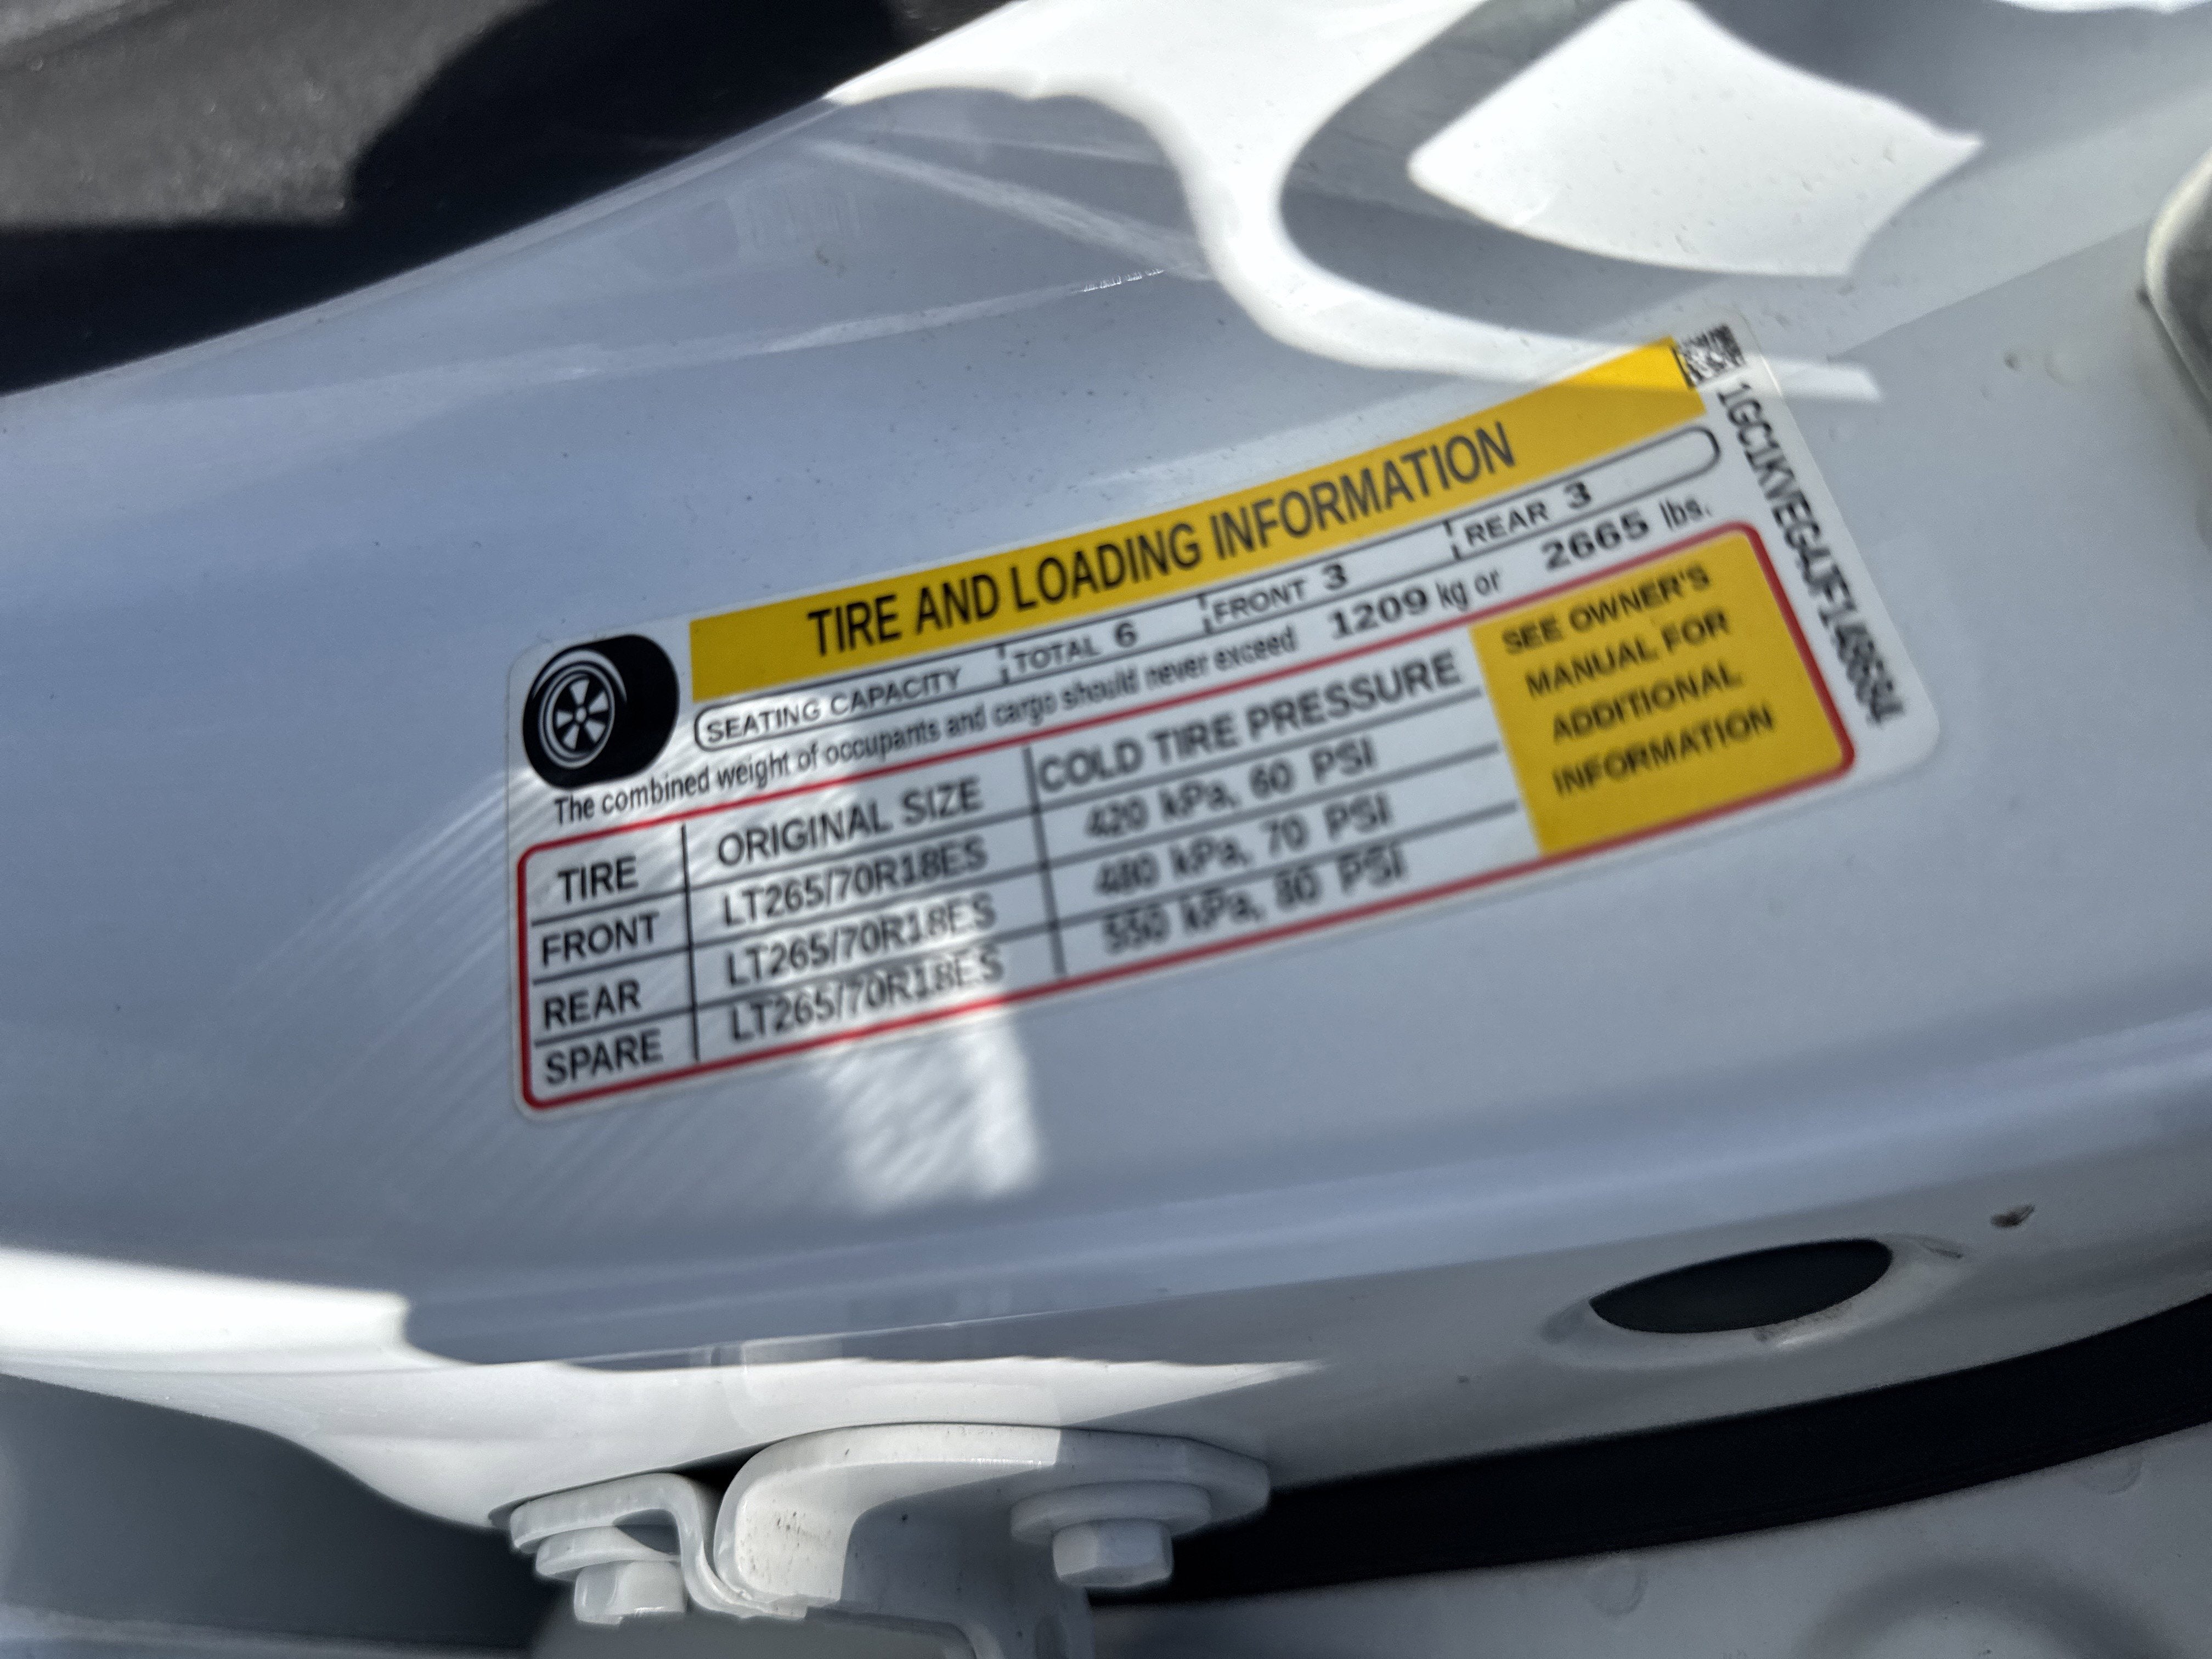 TIRE AND LOADING INFORMATION
SEATING CAPACITY TOTAL 6 FRONT 3 REAR 3
The combined weight of occupants and cargo should never exceed 1209 kg or 2665 lbs.
TIRE ORIGINAL SIZE COLD TIRE PRESSURE
FRONT LT265/70R18ES 420 kPa, 60 PSI
REAR LT265/70R18ES 480 kPa, 70 PSI
SPARE LT265/70R18ES 550 kPa, 80 PSI
SEE OWNER'S
MANUAL FOR
ADDITIONAL
INFORMATION